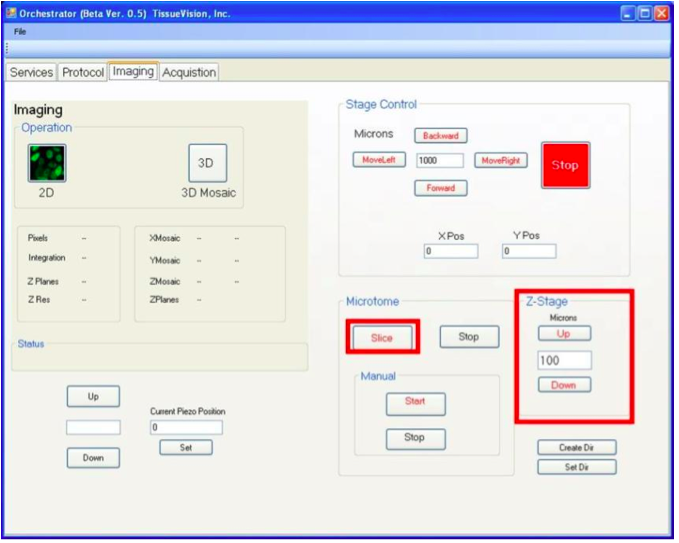 Orchestrator (Beta Ver. 0.5) TissueVision, Inc.
File
Services Protocol Imaging Acquistion
Imaging
Operation
3D
2D
3D Mosaic
Pixels --
Integration --
Z Planes --
Z Res --
XMosaic -- --
YMosaic -- --
ZMosaic -- --
ZPlanes --
Status
Up
Down
Current Piezo Position
0
Set
Stage Control
Microns
Backward
MoveLeft 1000 MoveRight
Forward
Stop
X Pos Y Pos
0 0
Microtome
Slice Stop
Manual
Start
Stop
Z-Stage
Microns
Up
100
Down
Create Dir
Set Dir